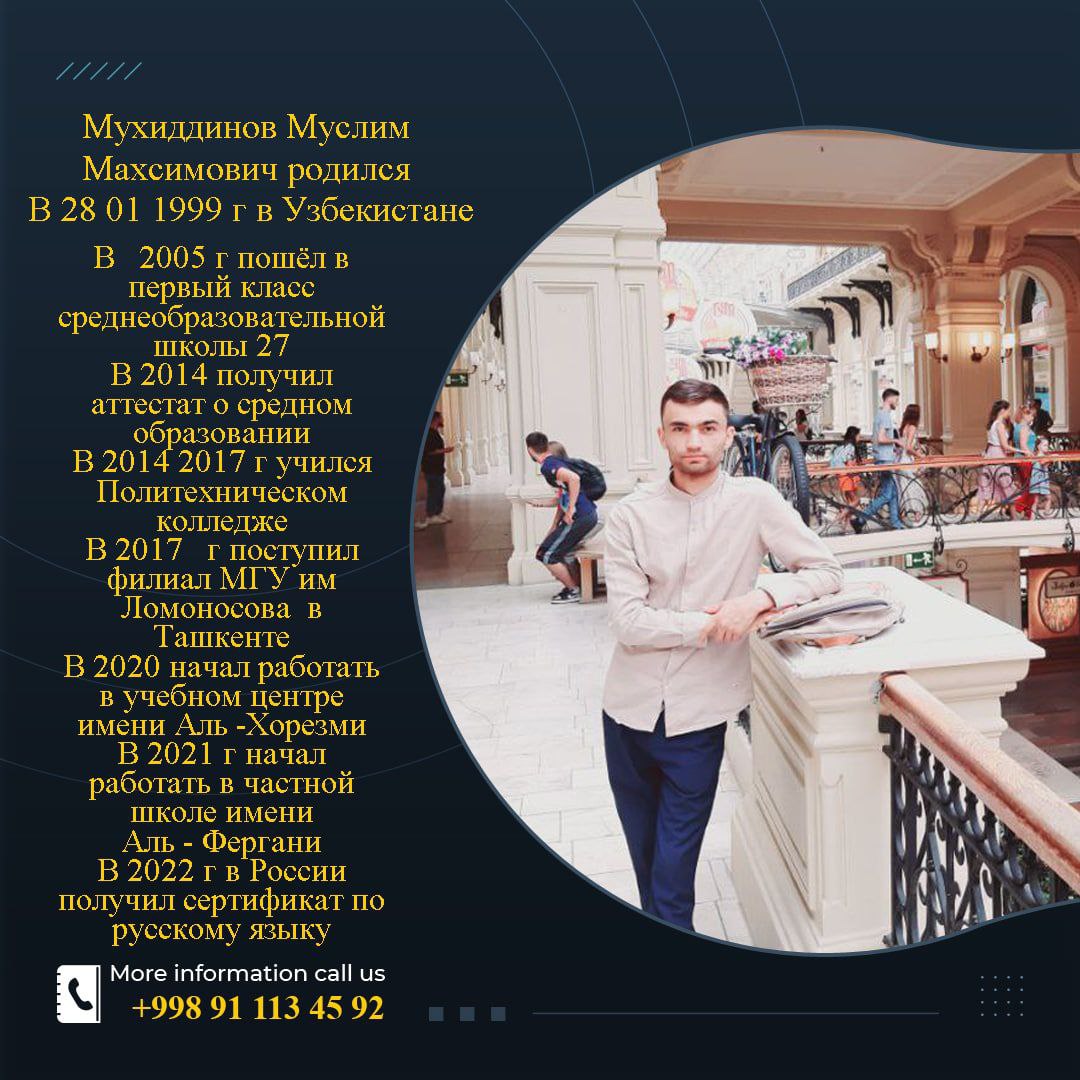 Мухиддинов Муслим
Махсимович родился
В 28 01 1999 г в Узбекистане
В 2005 г пошёл в
первый класс
среднеобразовательной
школы 27
В 2014 получил
аттестат о средном
образовании
В 2014 2017 г учился
Политехническом
колледже
В 2017 г поступил
филиал МГУ им
Ломоносова в
Ташкенте
В 2020 начал работать
в учебном центре
имени Аль -Хорезми
В 2021 г начал
работать в частной
школе имени
Аль - Фергани
В 2022 г в России
получил сертификат по
русскому языку
More information call us
+998 91 113 45 92